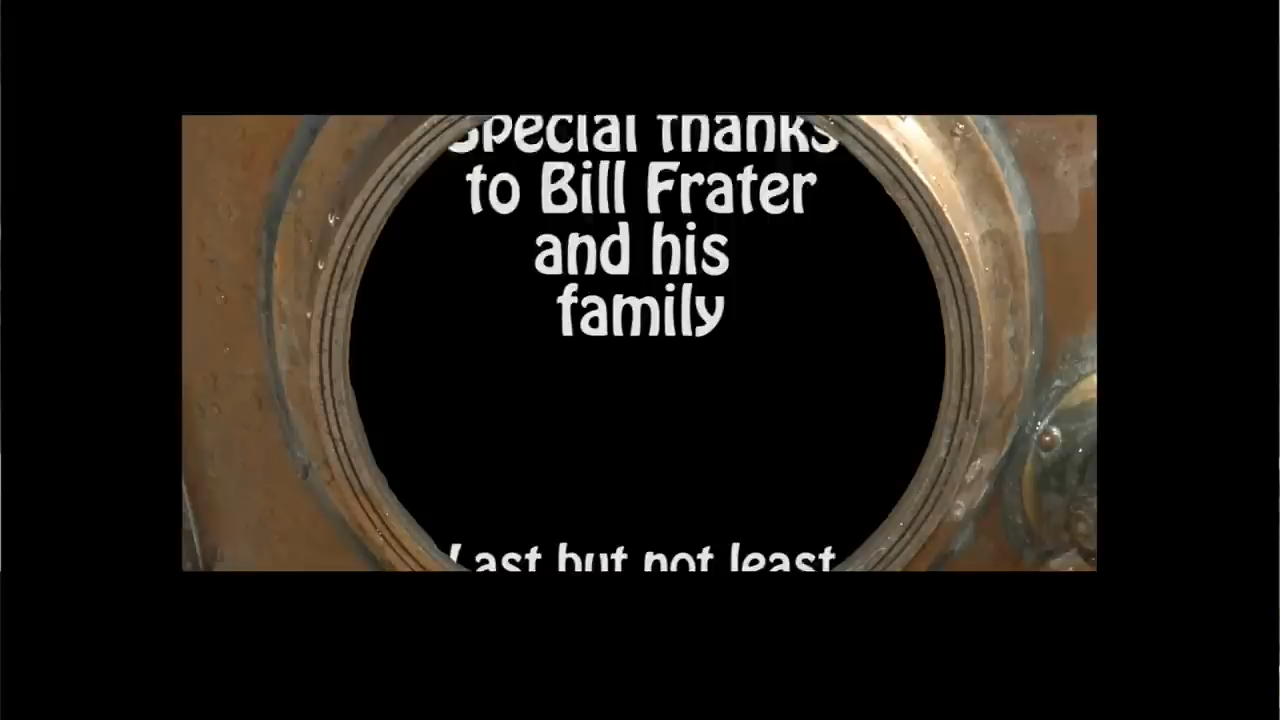 Special thanks
to Bill Frater
and his
family
Last but not least